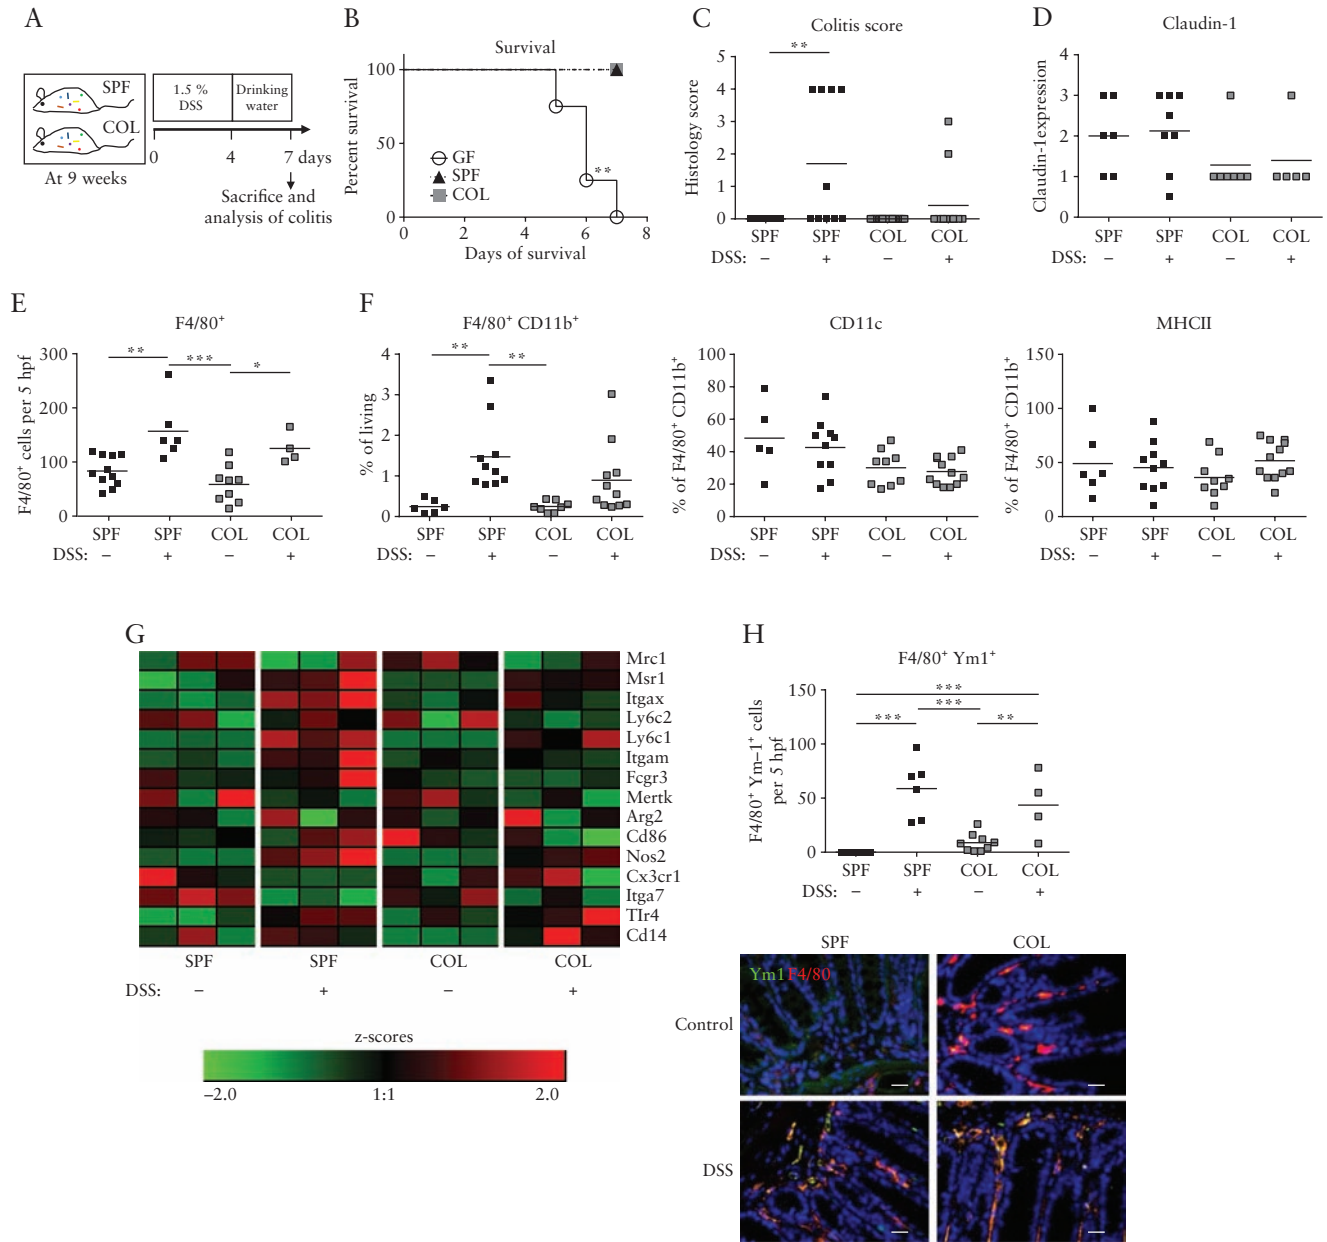 A
SPF
COL
At 9 weeks
1.5 %
DSS
Drinking
water
0
4
7 days
Sacrifice and
analysis of colitis
B
Survival
Percent survival
100
50
0
GF
SPF
COL
**
0 2 4 6 8
Days of survival
C
Colitis score
**
Histology score
5
4
3
2
1
0
SPF SPF COL COL
DSS: – + – +
D
Claudin-1
Claudin-1expression
4
3
2
1
0
SPF SPF COL COL
DSS: – + – +
E
F4/80+
** *** *
F4/80+ cells per 5 hpf
300
200
100
0
SPF SPF COL COL
DSS: – + – +
F
F4/80+ CD11b+
** **
% of living
4
3
2
1
0
SPF SPF COL COL
DSS: – + – +
CD11c
% of F4/80+ CD11b+
100
80
60
40
20
0
SPF SPF COL COL
DSS: – + – +
MHCII
% of F4/80+ CD11b+
150
100
50
0
SPF SPF COL COL
DSS: – + – +
G
Mrc1
Msr1
Itgax
Ly6c2
Ly6c1
Itgam
Fcgr3
Mertk
Arg2
Cd86
Nos2
Cx3cr1
Itga7
Tlr4
Cd14
SPF SPF COL COL
DSS: – + – +
z-scores
–2.0 1:1 2.0
H
F4/80+ Ym1+
***
***
*** **
F4/80+ Ym–1+ cells
per 5 hpf
150
100
50
0
SPF SPF COL COL
DSS: – + – +
SPF COL
Ym1 F4/80
Control
DSS